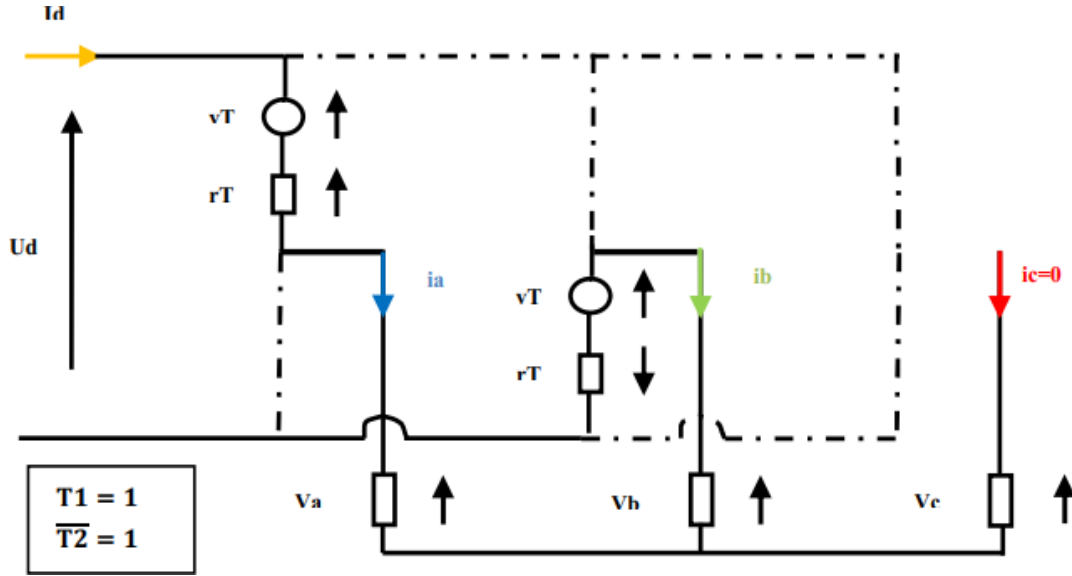 Id
vT
rT
Ud
ia
vT
rT
ib
ic=0
Va
Vb
Vc
T1 = 1
T2̅ = 1